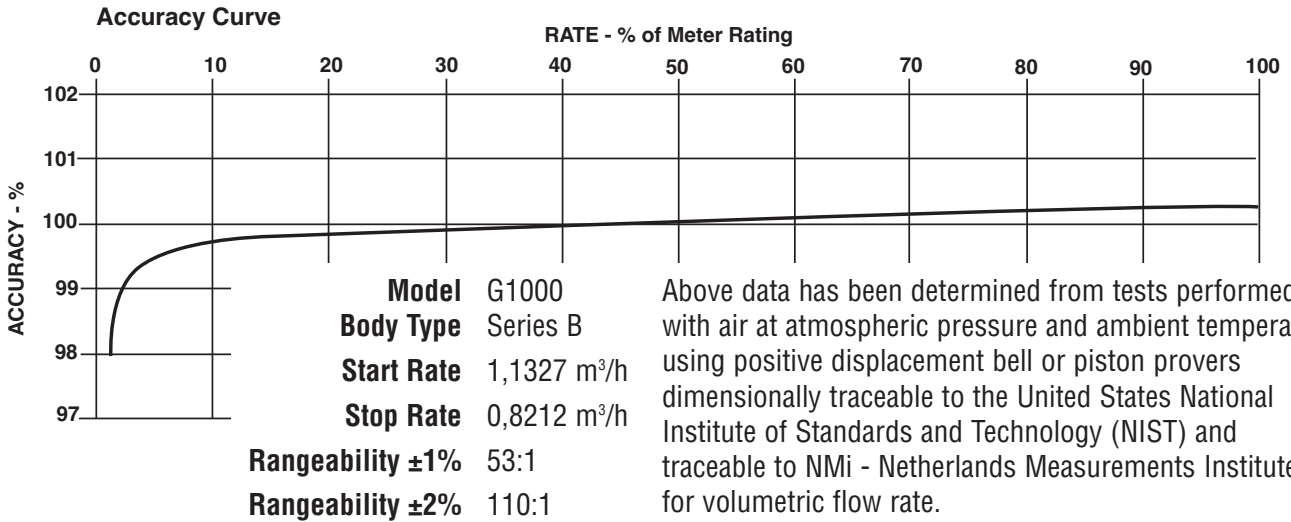 Accuracy Curve
RATE - % of Meter Rating
0 10 20 30 40 50 60 70 80 90 100
102
101
100
99
98
97
ACCURACY - %
Model G1000
Body Type Series B
Start Rate 1,1327 m³/h
Stop Rate 0,8212 m³/h
Rangeability ±1% 53:1
Rangeability ±2% 110:1
Above data has been determined from tests performed
with air at atmospheric pressure and ambient tempera
using positive displacement bell or piston provers
dimensionally traceable to the United States National
Institute of Standards and Technology (NIST) and
traceable to NMi - Netherlands Measurements Institute
for volumetric flow rate.